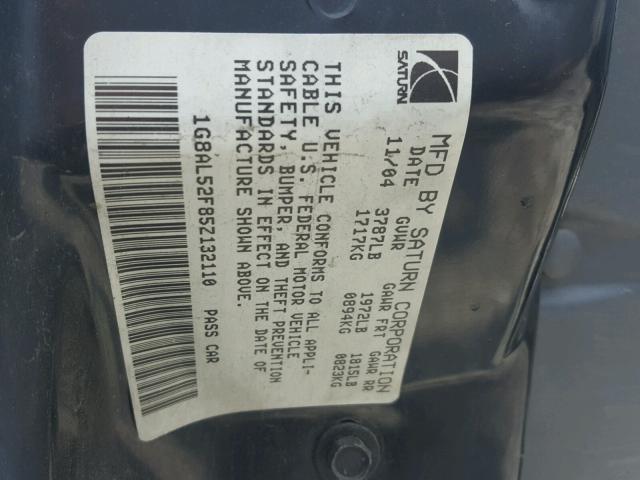 SATURN
MFD BY SATURN CORPORATION
DATE GVWR GAWR FRT GAWR RR
11/04 3787LB 1972LB 1815LB
1717KG 0894KG 0823KG
THIS VEHICLE CONFORMS TO ALL APPLI-
CABLE U.S. FEDERAL MOTOR VEHICLE
SAFETY, BUMPER, AND THEFT PREVENTION
STANDARDS IN EFFECT ON THE DATE OF
MANUFACTURE SHOWN ABOVE.
1G8AL52F85Z132110 PASS CAR